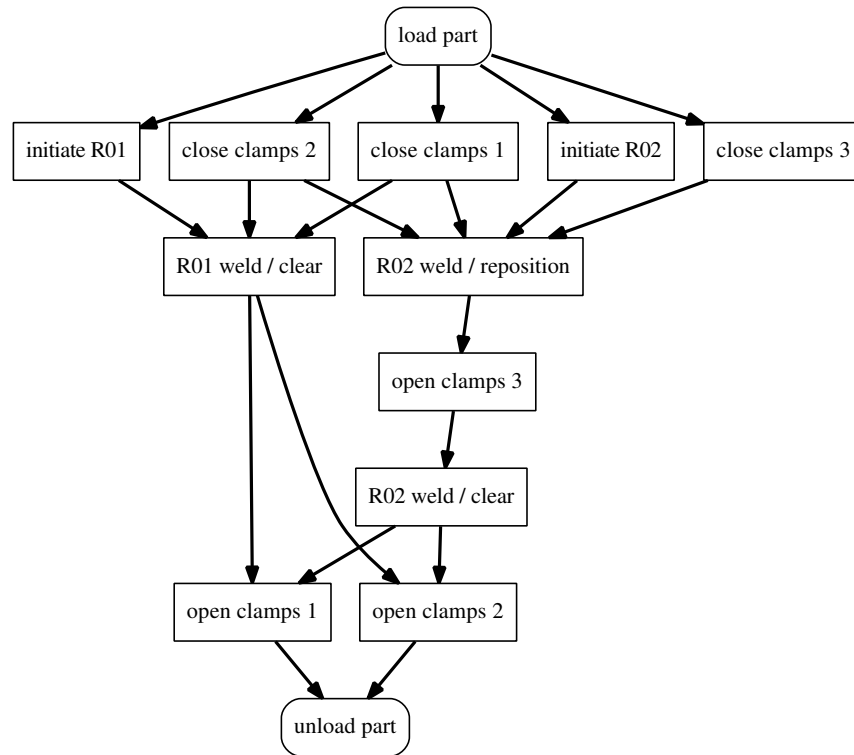 load part
initiate R01
close clamps 2
close clamps 1
initiate R02
close clamps 3
R01 weld / clear
R02 weld / reposition
open clamps 3
R02 weld / clear
open clamps 1
open clamps 2
unload part